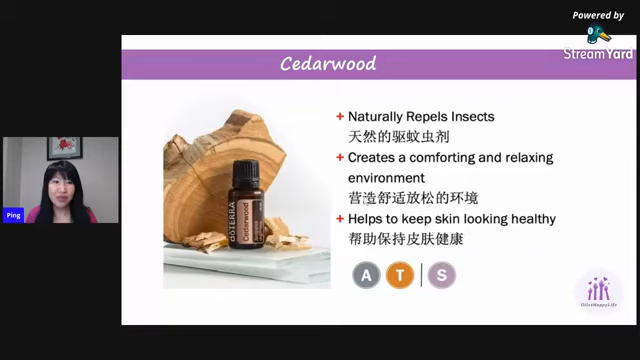 Powered by
StreamYard
Cedarwood
+ Naturally Repels Insects
天然的驱蚊虫剂
+ Creates a comforting and relaxing
environment
营造舒适放松的环境
+ Helps to keep skin looking healthy
帮助保持皮肤健康
A T | S
dōTERRA
Cedarwood
Ping
OilsHappyLife